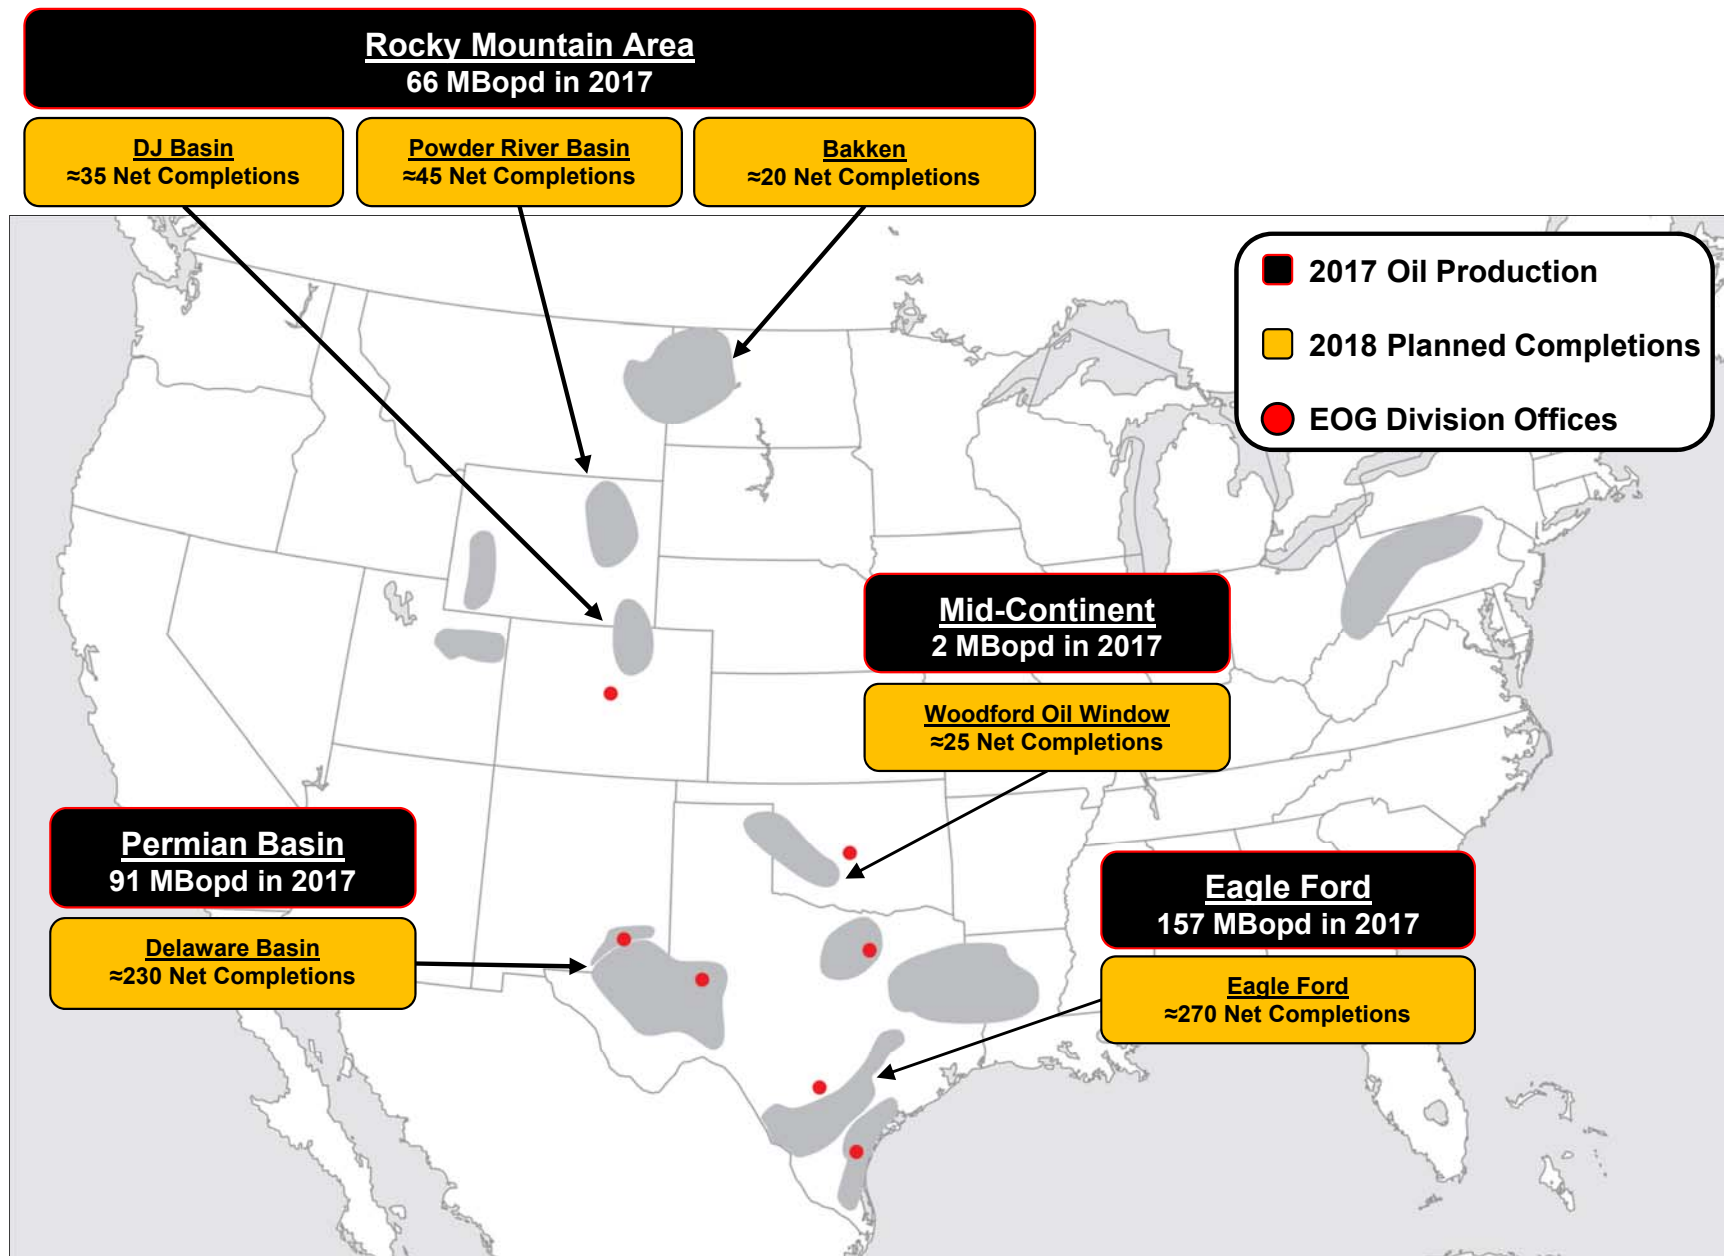 Rocky Mountain Area
66 MBopd in 2017
DJ Basin
≈35 Net Completions
Powder River Basin
≈45 Net Completions
Bakken
≈20 Net Completions
2017 Oil Production
2018 Planned Completions
EOG Division Offices
Mid-Continent
2 MBopd in 2017
Woodford Oil Window
≈25 Net Completions
Permian Basin
91 MBopd in 2017
Delaware Basin
≈230 Net Completions
Eagle Ford
157 MBopd in 2017
Eagle Ford
≈270 Net Completions